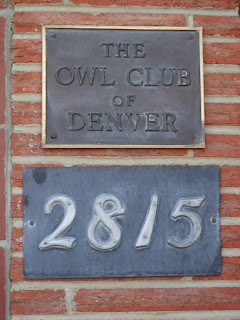 THE
OWL CLUB
OF
DENVER
2815